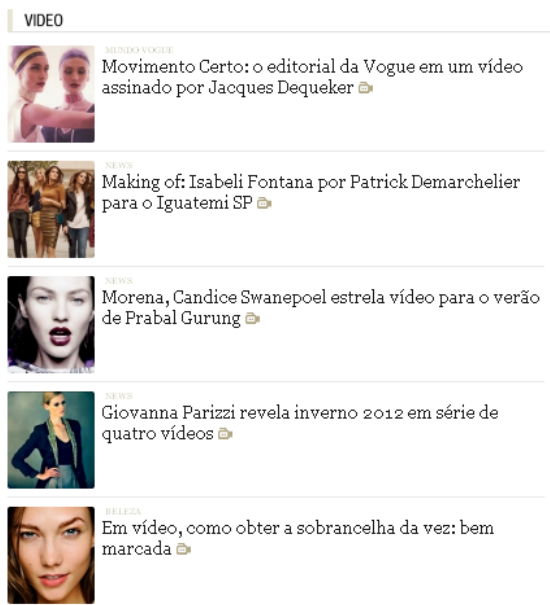 VIDEO
MUNDO VOGUE
Movimento Certo: o editorial da Vogue em um vídeo
assinado por Jacques Dequeker
NEWS
Making of: Isabeli Fontana por Patrick Demarchelier
para o Iguatemi SP
NEWS
Morena, Candice Swanepoel estrela vídeo para o verão
de Prabal Gurung
NEWS
Giovanna Parizzi revela inverno 2012 em série de
quatro vídeos
BELEZA
Em vídeo, como obter a sobrancelha da vez: bem
marcada